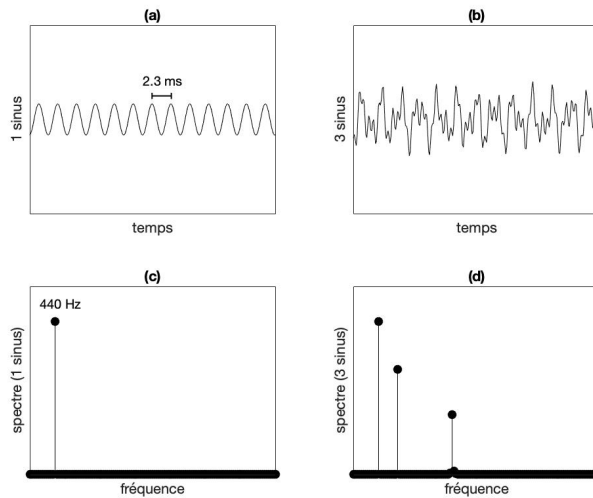 (a)
1 sinus
2.3 ms
temps
(b)
3 sinus
temps
(c)
spectre (1 sinus)
440 Hz
fréquence
(d)
spectre (3 sinus)
fréquence